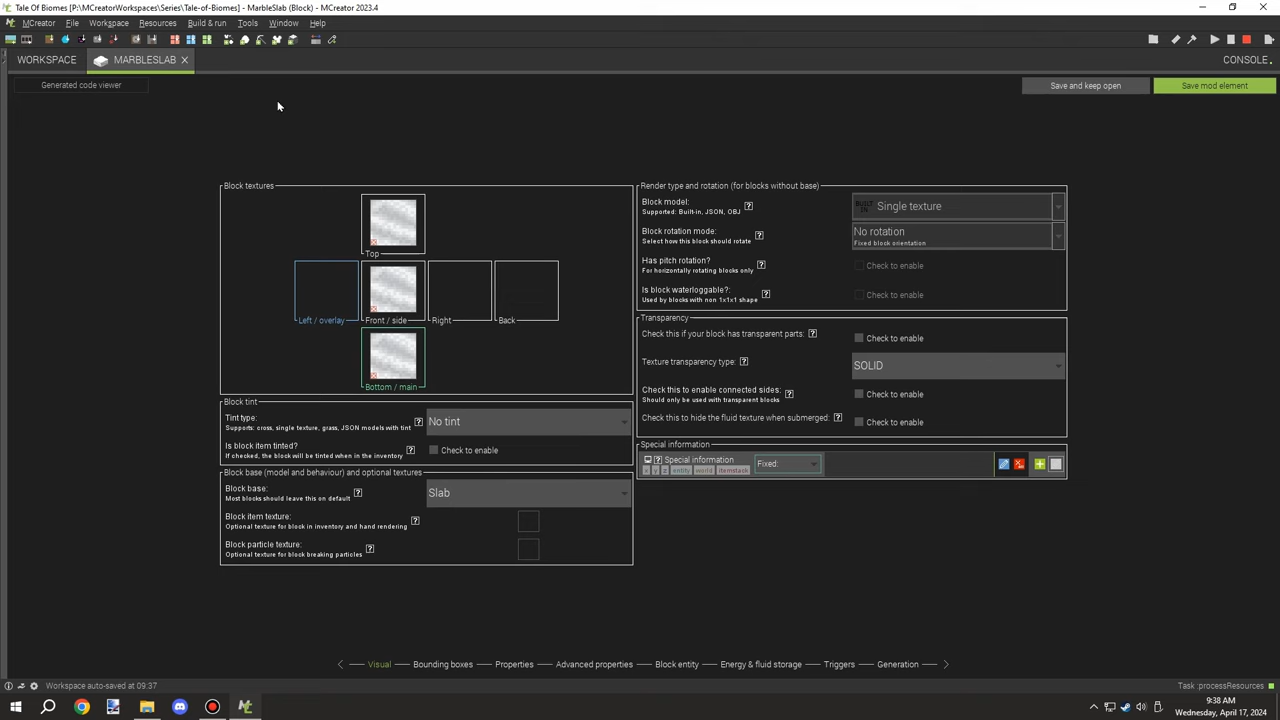 Tale Of Biomes [P:\MCreatorWorkspaces\Series\Tale-of-Biomes] - MarbleSlab (Block) - MCreator 2023.4
MCreator File Workspace Resources Build & run Tools Window Help
WORKSPACE MARBLESLAB CONSOLE
Generated code viewer
Save and keep open
Save mod element
Block textures
Top
Left / overlay
Front / side
Right
Back
Bottom / main
Block tint
Tint type:
Supports: cross, single texture, grass, JSON models with tint
No tint
Is block item tinted?
If checked, the block will be tinted when in the inventory
Check to enable
Block base (model and behaviour) and optional textures
Block base:
Most blocks should leave this on default
Slab
Block item texture:
Optional texture for block in inventory and hand rendering
Block particle texture:
Optional texture for block breaking particles
Render type and rotation (for blocks without base)
Block model:
Supported: Built-in, JSON, OBJ
BUILT IN
Single texture
Block rotation mode:
Select how this block should rotate
No rotation
Fixed block orientation
Has pitch rotation?
For horizontally rotating blocks only
Check to enable
Is block waterloggable?:
Used by blocks with non 1x1x1 shape
Check to enable
Transparency
Check this if your block has transparent parts:
Check to enable
Texture transparency type:
SOLID
Check this to enable connected sides:
Should only be used with transparent blocks
Check to enable
Check this to hide the fluid texture when submerged:
Check to enable
Special information
Special information
x y z entity world itemstack
Fixed:
Visual Bounding boxes Properties Advanced properties Block entity Energy & fluid storage Triggers Generation
Workspace auto-saved at 09:37
Task :processResources
9:38 AM
Wednesday, April 17, 2024